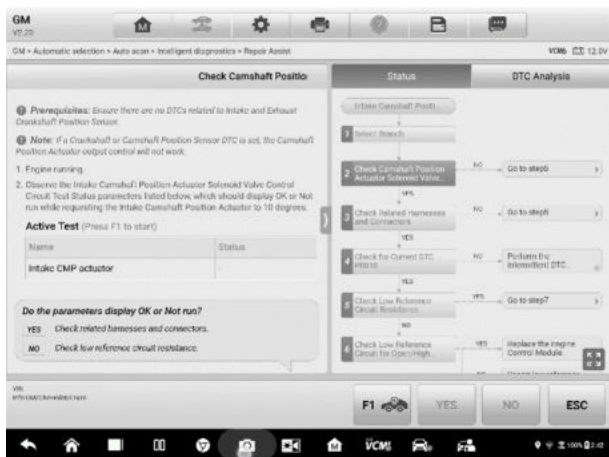 GM
V2.20
GM > Automatic selection > Auto scan > Intelligent diagnostics > Repair Assist
VCMI 12.0V
Check Camshaft Positio
Status
DTC Analysis
Prerequisites: Ensure there are no DTCs related to Intake and Exhaust
Crankshaft Position Sensor.
Note: If a Crankshaft or Camshaft Position Sensor DTC is set, the Camshaft
Position Actuator output control will not work.
1. Engine running.
2. Observe the Intake Camshaft Position Actuator Solenoid Valve Control
Circuit Test Status parameters listed below, which should display OK or Not
run while requesting the Intake Camshaft Position Actuator to 10 degrees.
Active Test (Press F1 to start)
Name
Status
Intake CMP actuator
-
Do the parameters display OK or Not run?
YES Check related harnesses and connectors.
NO Check low reference circuit resistance.
Intake Camshaft Positi...
1 Select Branch
2 Check Camshaft Position
Actuator Solenoid Valve...
NO
Go to step6
YES
3 Check Related Harnesses
and Connectors
NO
Go to step6
YES
4 Check for Current DTC
NO
Perform the
Intermittent DTC...
YES
5 Check Low Reference
Circuit Resistance
YES
Go to step7
NO
6 Check Low Reference
Circuit for Open/High...
YES
Replace the Engine
Control Module.
VIN:
F1
YES
NO
ESC
VCMI
100%
2:47